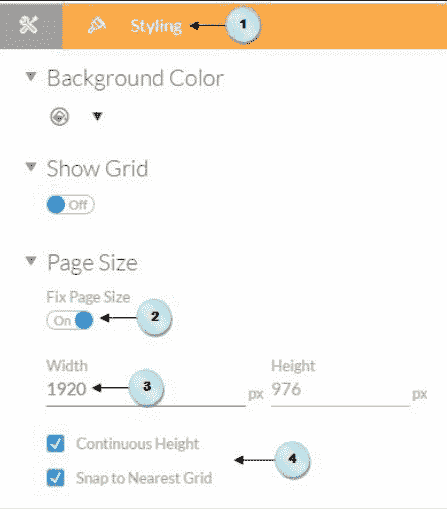 Styling 1
Background Color
Show Grid
Off
Page Size
Fix Page Size
On 2
Width Height
1920 3 px 976 px
Continuous Height
4
Snap to Nearest Grid